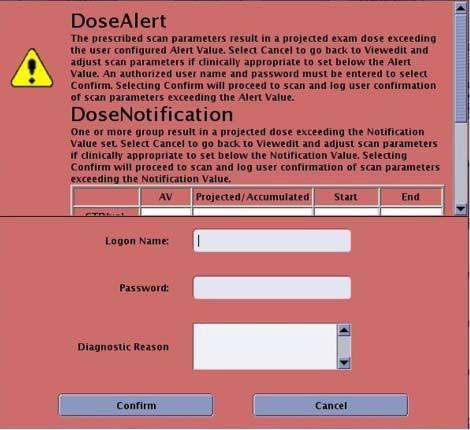 DoseAlert
The prescribed scan parameters result in a projected exam dose exceeding
the user configured Alert Value. Select Cancel to go back to Viewedit and
adjust scan parameters if clinically appropriate to set below the Alert
Value. An authorized user name and password must be entered to select
Confirm. Selecting Confirm will proceed to scan and log user confirmation
of scan parameters exceeding the Alert Value.
DoseNotification
One or more group result in a projected dose exceeding the Notification
Value set. Select Cancel to go back to Viewedit and adjust scan parameters
if clinically appropriate to set below the Notification Value. Selecting
Confirm will proceed to scan and log user confirmation of scan parameters
exceeding the Notification Value.
AV Projected/Accumulated Start End
Logon Name:
Password:
Diagnostic Reason
Confirm Cancel